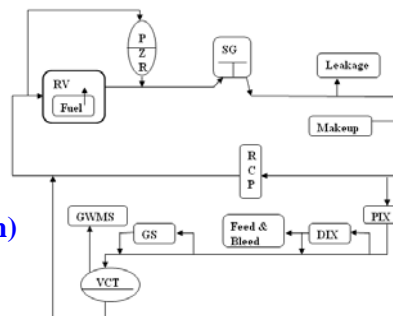 P
Z
R
SG
RV
Fuel
Leakage
Makeup
R
C
P
GWMS
GS
Feed &
Bleed
DIX
PIX
n)
VCT